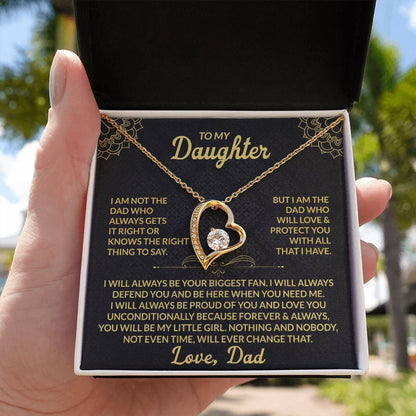 TO MY
Daughter
I AM NOT THE
DAD WHO
ALWAYS GETS
IT RIGHT OR
KNOWS THE RIGHT
THING TO SAY.
BUT I AM THE
DAD WHO
WILL LOVE &
PROTECT YOU
WITH ALL
THAT I HAVE.
I WILL ALWAYS BE YOUR BIGGEST FAN. I WILL ALWAYS
DEFEND YOU AND BE HERE WHEN YOU NEED ME.
I WILL ALWAYS BE PROUD OF YOU AND LOVE YOU
UNCONDITIONALLY BECAUSE FOREVER & ALWAYS,
YOU WILL BE MY LITTLE GIRL. NOTHING AND NOBODY,
NOT EVEN TIME, WILL EVER CHANGE THAT.
Love, Dad